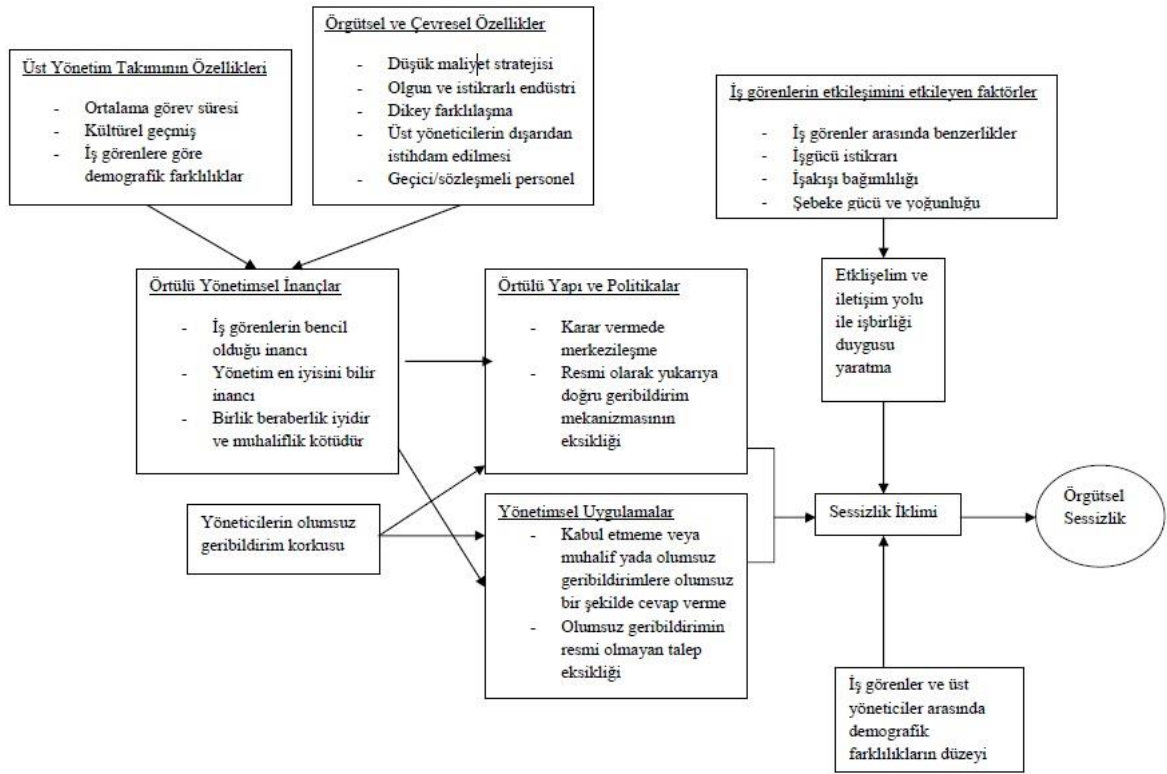 Örgütsel ve Çevresel Özellikler
- Düşük maliyet stratejisi
- Olgun ve istikrarlı endüstri
- Dikey farklılaşma
- Üst yöneticilerin dışarıdan
istihdam edilmesi
- Geçici/sözleşmeli personel
Üst Yönetim Takımının Özellikleri
- Ortalama görev süresi
- Kültürel geçmiş
- İş görenlere göre
demografik farklılıklar
İş görenlerin etkileşimini etkileyen faktörler
- İş görenler arasında benzerlikler
- İşgücü istikrarı
- İşakışı bağımlılığı
- Şebeke gücü ve yoğunluğu
Örtülü Yönetimsel İnançlar
- İş görenlerin bencil
olduğu inancı
- Yönetim en iyisini bilir
inancı
- Birlik beraberlik iyidir
ve muhaliflik kötüdür
Örtülü Yapı ve Politikalar
- Karar vermede
merkezileşme
- Resmi olarak yukarıya
doğru geribildirim
mekanizmasının
eksikliği
Etklişelim ve
iletişim yolu
ile işbirliği
duygusu
yaratma
Yöneticilerin olumsuz
geribildirim korkusu
Yönetimsel Uygulamalar
- Kabul etmeme veya
muhalif yada olumsuz
geribildirimlere olumsuz
bir şekilde cevap verme
- Olumsuz geribildirimin
resmi olmayan talep
eksikliği
Sessizlik İklimi
Örgütsel
Sessizlik
İş görenler ve üst
yöneticiler arasında
demografik
farklılıkların düzeyi